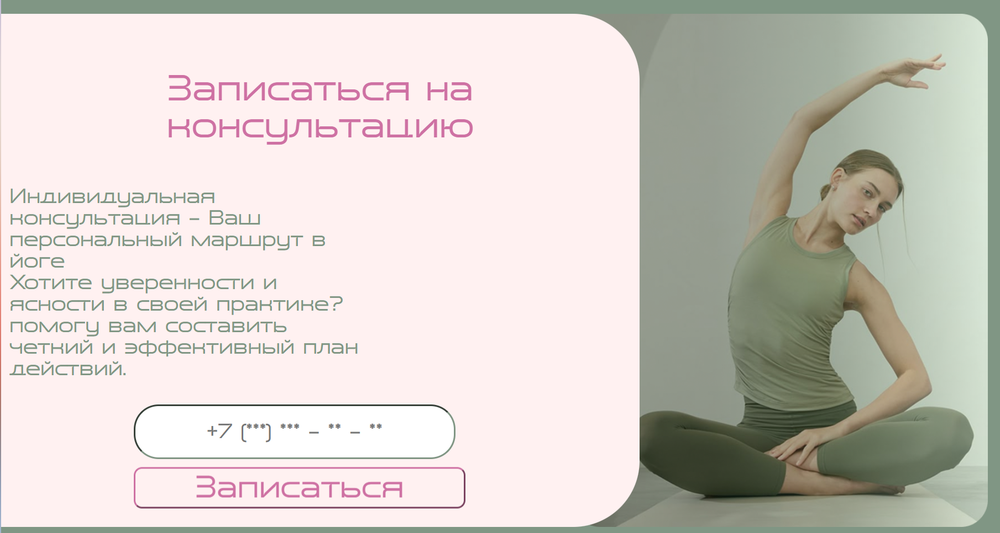 Записаться на
консультацию
Индивидуальная
консультация - Ваш
персональный маршрут в
йоге
Хотите уверенности и
ясности в своей практике?
помогу вам составить
четкий и эффективный план
действий.
+7 (***) *** - ** - **
Записаться